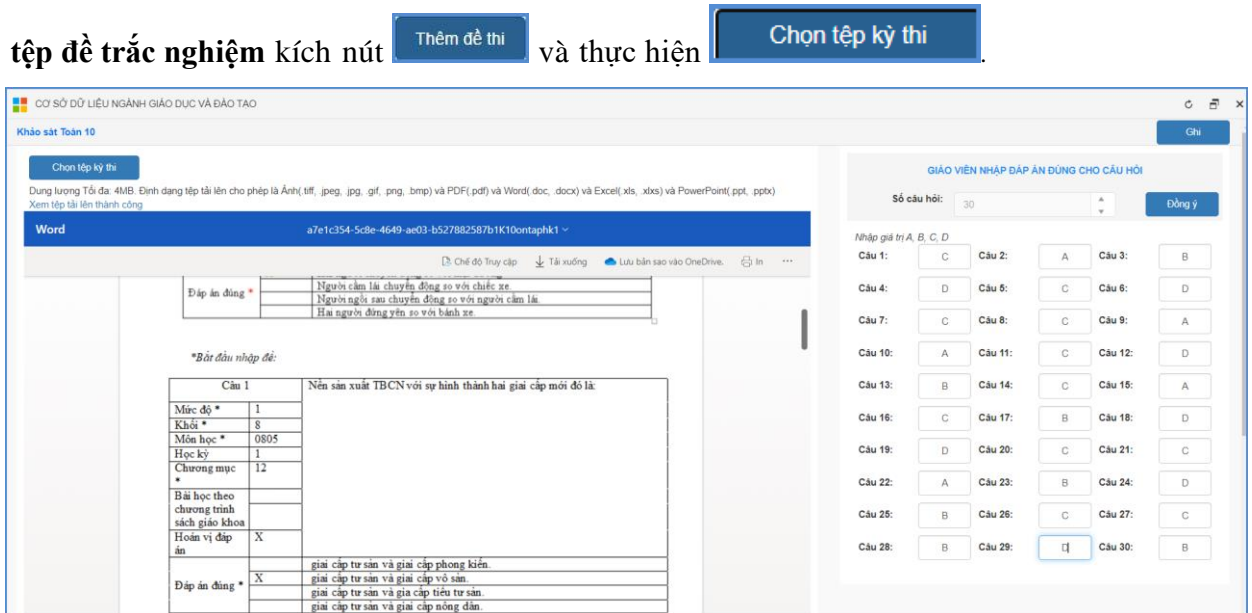 tệp đề trắc nghiệm kích nút Thêm đề thi và thực hiện Chọn tệp kỳ thi.
CƠ SỞ DỮ LIỆU NGÀNH GIÁO DỤC VÀ ĐÀO TẠO
Khảo sát Toán 10
Ghi
Chọn tệp kỳ thi
Dung lượng Tối đa: 4MB. Định dạng tệp tải lên cho phép là Ảnh(.tiff, .jpeg, .jpg, .gif, .png, .bmp) và PDF(.pdf) và Word(.doc, .docx) và Excel(.xls, .xlxs) và PowerPoint(.ppt, .pptx)
Xem tệp tải lên thành công
Word a7e1c354-5c8e-4649-ae03-b527882587b1K10ontaphk1
Chế độ Truy cập Tải xuống Lưu bản sao vào OneDrive. In ...
Đáp án đúng *
Người cầm lái chuyển động so với chiếc xe.
Người ngồi sau chuyển động so với người cầm lái.
Hai người đứng yên so với bánh xe.
*Bắt đầu nhập đề:
Câu 1 Nền sản xuất TBCN với sự hình thành hai giai cấp mới đó là:
Mức độ * 1
Khối * 8
Môn học * 0805
Học kỳ 1
Chương mục * 12
Bài học theo
chương trình
sách giáo khoa
Hoán vị đáp án X
Đáp án đúng *
giai cấp tư sản và giai cấp phong kiến.
X giai cấp tư sản và giai cấp vô sản.
giai cấp tư sản và gia cấp tiểu tư sản.
giai cấp tư sản và giai cấp nông dân.
GIÁO VIÊN NHẬP ĐÁP ÁN ĐÚNG CHO CÂU HỎI
Số câu hỏi: 30 Đồng ý
Nhập giá trị A, B, C, D
Câu 1: C Câu 2: A Câu 3: B
Câu 4: D Câu 5: C Câu 6: D
Câu 7: C Câu 8: C Câu 9: A
Câu 10: A Câu 11: C Câu 12: D
Câu 13: B Câu 14: C Câu 15: A
Câu 16: C Câu 17: B Câu 18: D
Câu 19: D Câu 20: C Câu 21: C
Câu 22: A Câu 23: B Câu 24: D
Câu 25: B Câu 26: C Câu 27: C
Câu 28: B Câu 29: D Câu 30: B